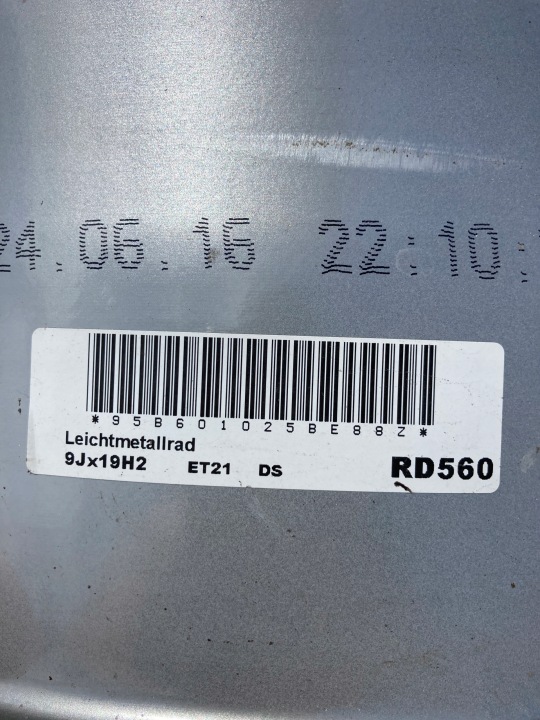 24.06.16 22:10:
*95B601025BE88Z*
Leichtmetallrad
9Jx19H2 ET21 DS
RD560